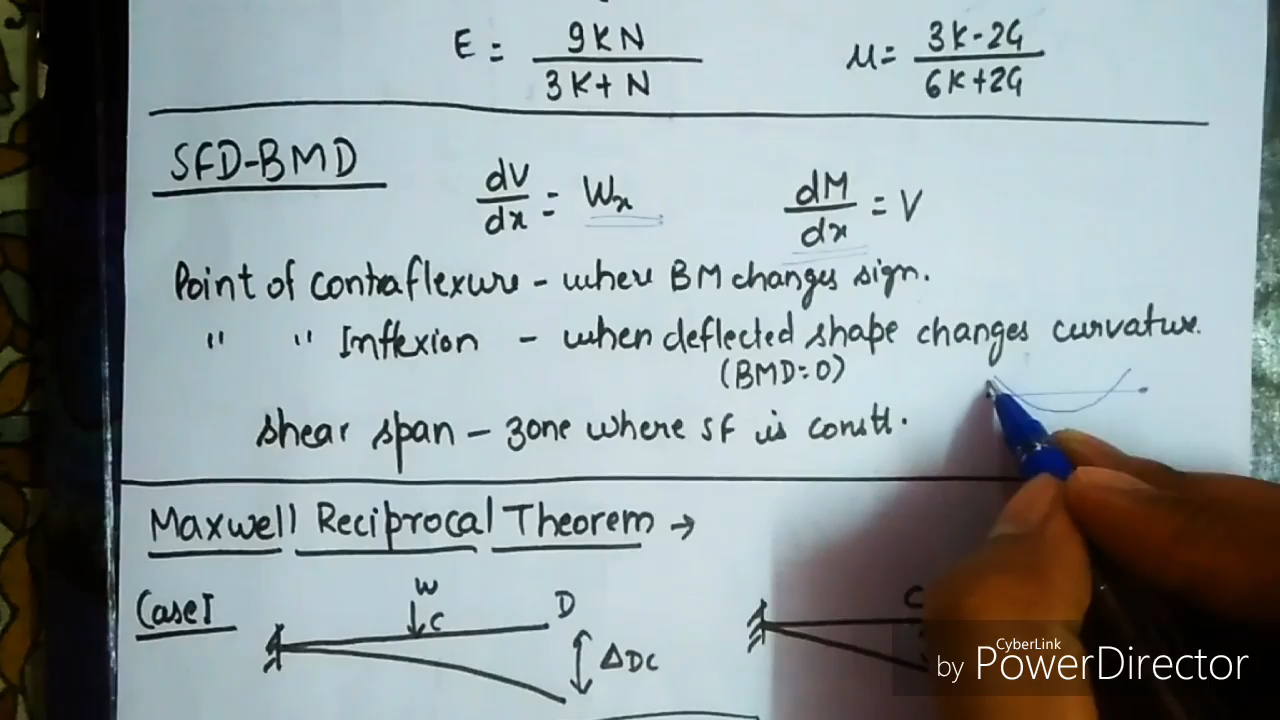 E = 9KN / 3K+N    μ = 3K-2G / 6K+2G
SFD-BMD
dV/dx = Wx    dM/dx = V
Point of contraflexure - where BM changes sign.
" " Inflexion - when deflected shape changes curvature.
(BMD=0)
shear span - zone where SF is constt.
Maxwell Reciprocal Theorem →
Case I
W
C
D
ΔDC
C
CyberLink
by PowerDirector